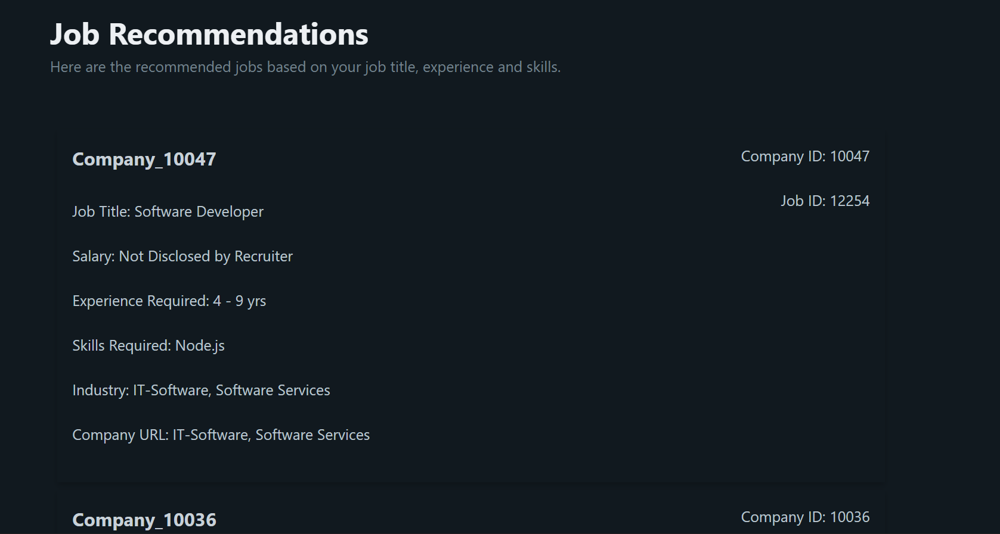 Job Recommendations
Here are the recommended jobs based on your job title, experience and skills.
Company_10047
Company ID: 10047
Job ID: 12254
Job Title: Software Developer
Salary: Not Disclosed by Recruiter
Experience Required: 4 - 9 yrs
Skills Required: Node.js
Industry: IT-Software, Software Services
Company URL: IT-Software, Software Services
Company_10036
Company ID: 10036